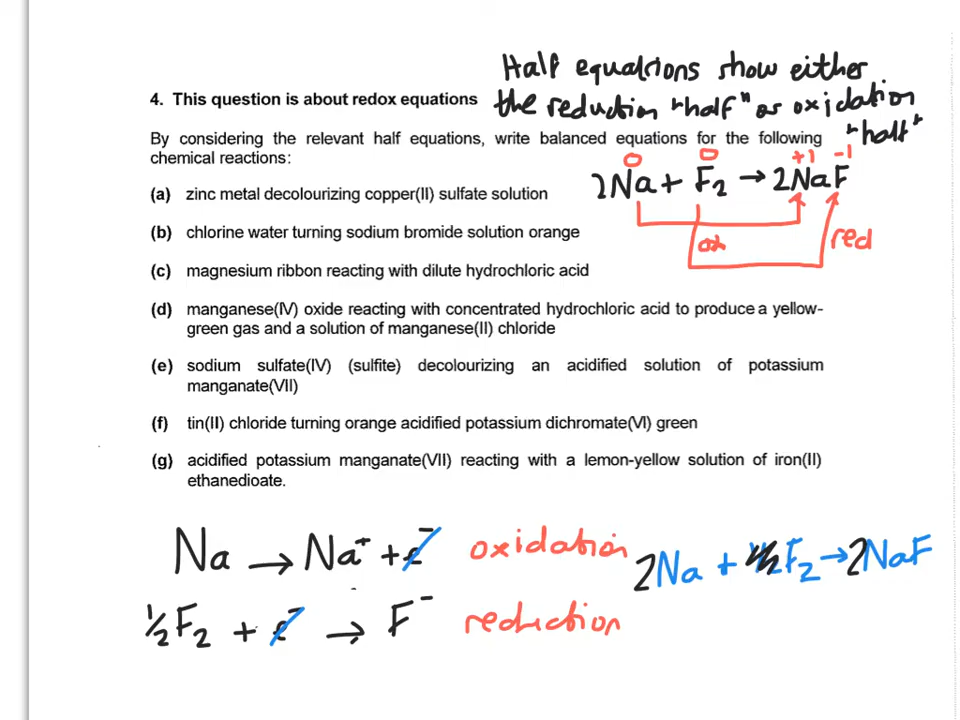 Half equations show either
4. This question is about redox equations
the reduction "half" or oxidation
"half"
By considering the relevant half equations, write balanced equations for the following
chemical reactions:
0 0 +1 -1
2Na + F₂ → 2NaF
ox
red
(a) zinc metal decolourizing copper(II) sulfate solution
(b) chlorine water turning sodium bromide solution orange
(c) magnesium ribbon reacting with dilute hydrochloric acid
(d) manganese(IV) oxide reacting with concentrated hydrochloric acid to produce a yellow-
green gas and a solution of manganese(II) chloride
(e) sodium sulfate(IV) (sulfite) decolourizing an acidified solution of potassium
manganate(VII)
(f) tin(II) chloride turning orange acidified potassium dichromate(VI) green
(g) acidified potassium manganate(VII) reacting with a lemon-yellow solution of iron(II)
ethanedioate.
Na → Na⁺ + e⁻ oxidation
2Na + F₂ → 2NaF
½F₂ + e⁻ → F⁻ reduction